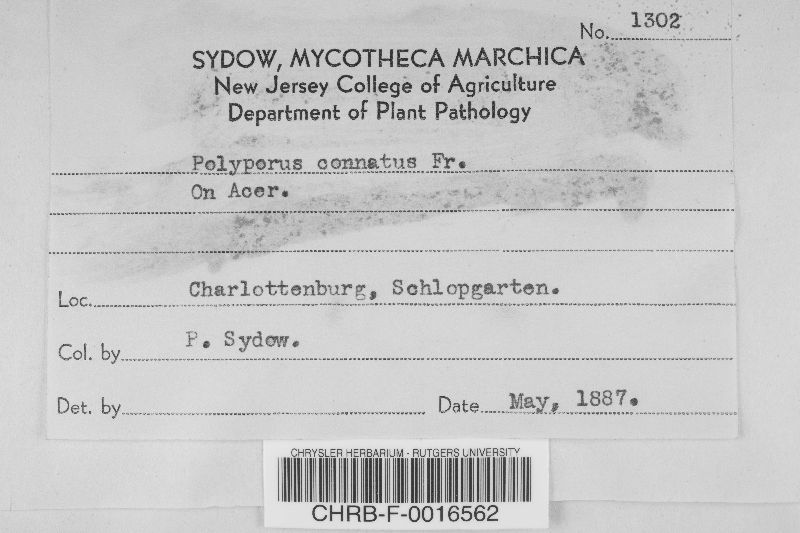 No. 1302
SYDOW, MYCOTHECA MARCHICA
New Jersey College of Agriculture
Department of Plant Pathology
Polyporus connatus Fr.
On Acer.
Loc. Charlottenburg, Schlopgarten.
Col. by P. Sydow.
Det. by
Date May, 1887.
CHRYSLER HERBARIUM - RUTGERS UNIVERSITY
CHRB-F-0016562